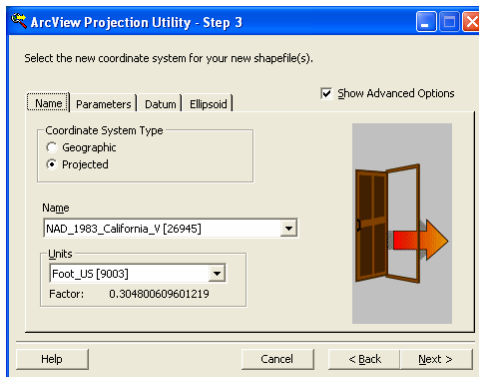 ArcView Projection Utility - Step 3
Select the new coordinate system for your new shapefile(s).
Show Advanced Options
Name Parameters Datum Ellipsoid
Coordinate System Type
Geographic
Projected
Name
NAD_1983_California_V [26945]
Units
Foot_US [9003]
Factor: 0.304800609601219
Help Cancel < Back Next >